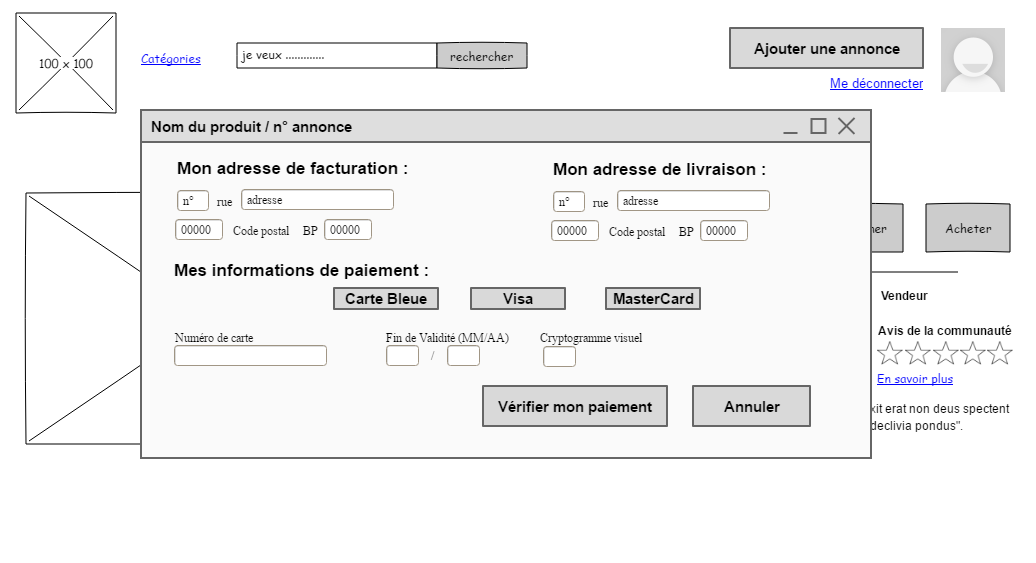 100 x 100
Catégories
je veux .............
rechercher
Ajouter une annonce
Me déconnecter
Nom du produit / n° annonce
Mon adresse de facturation :
Mon adresse de livraison :
n° rue adresse
n° rue adresse
00000 Code postal BP 00000
00000 Code postal BP 00000
Acheter
Mes informations de paiement :
Carte Bleue
Visa
MasterCard
Vendeur
Numéro de carte
Fin de Validité (MM/AA)
Cryptogramme visuel
/
Avis de la communauté
En savoir plus
Vérifier mon paiement
Annuler
erat non deus spectent
declivia pondus".